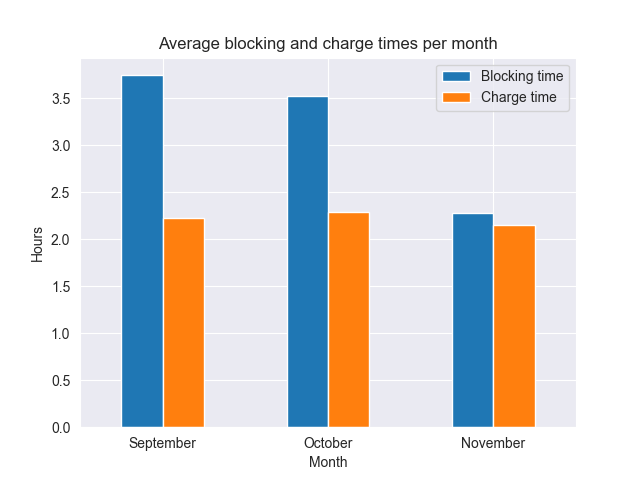 Average blocking and charge times per month
Blocking time
Charge time
3.5
3.0
2.5
2.0
1.5
1.0
0.5
0.0
Hours
September October November
Month